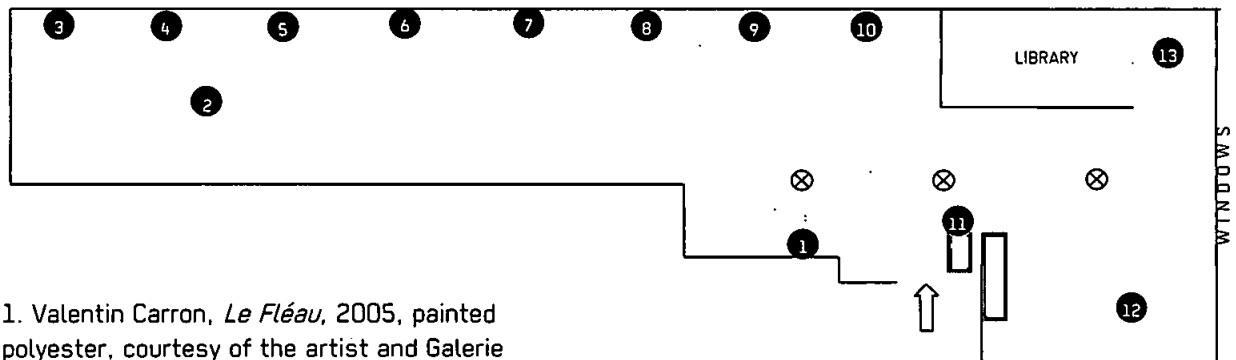 3 4 5 6 7 8 9 10
LIBRARY
13
2
WINDOWS
11
1
12
1. Valentin Carron, Le Fléau, 2005, painted
polyester, courtesy of the artist and Galerie